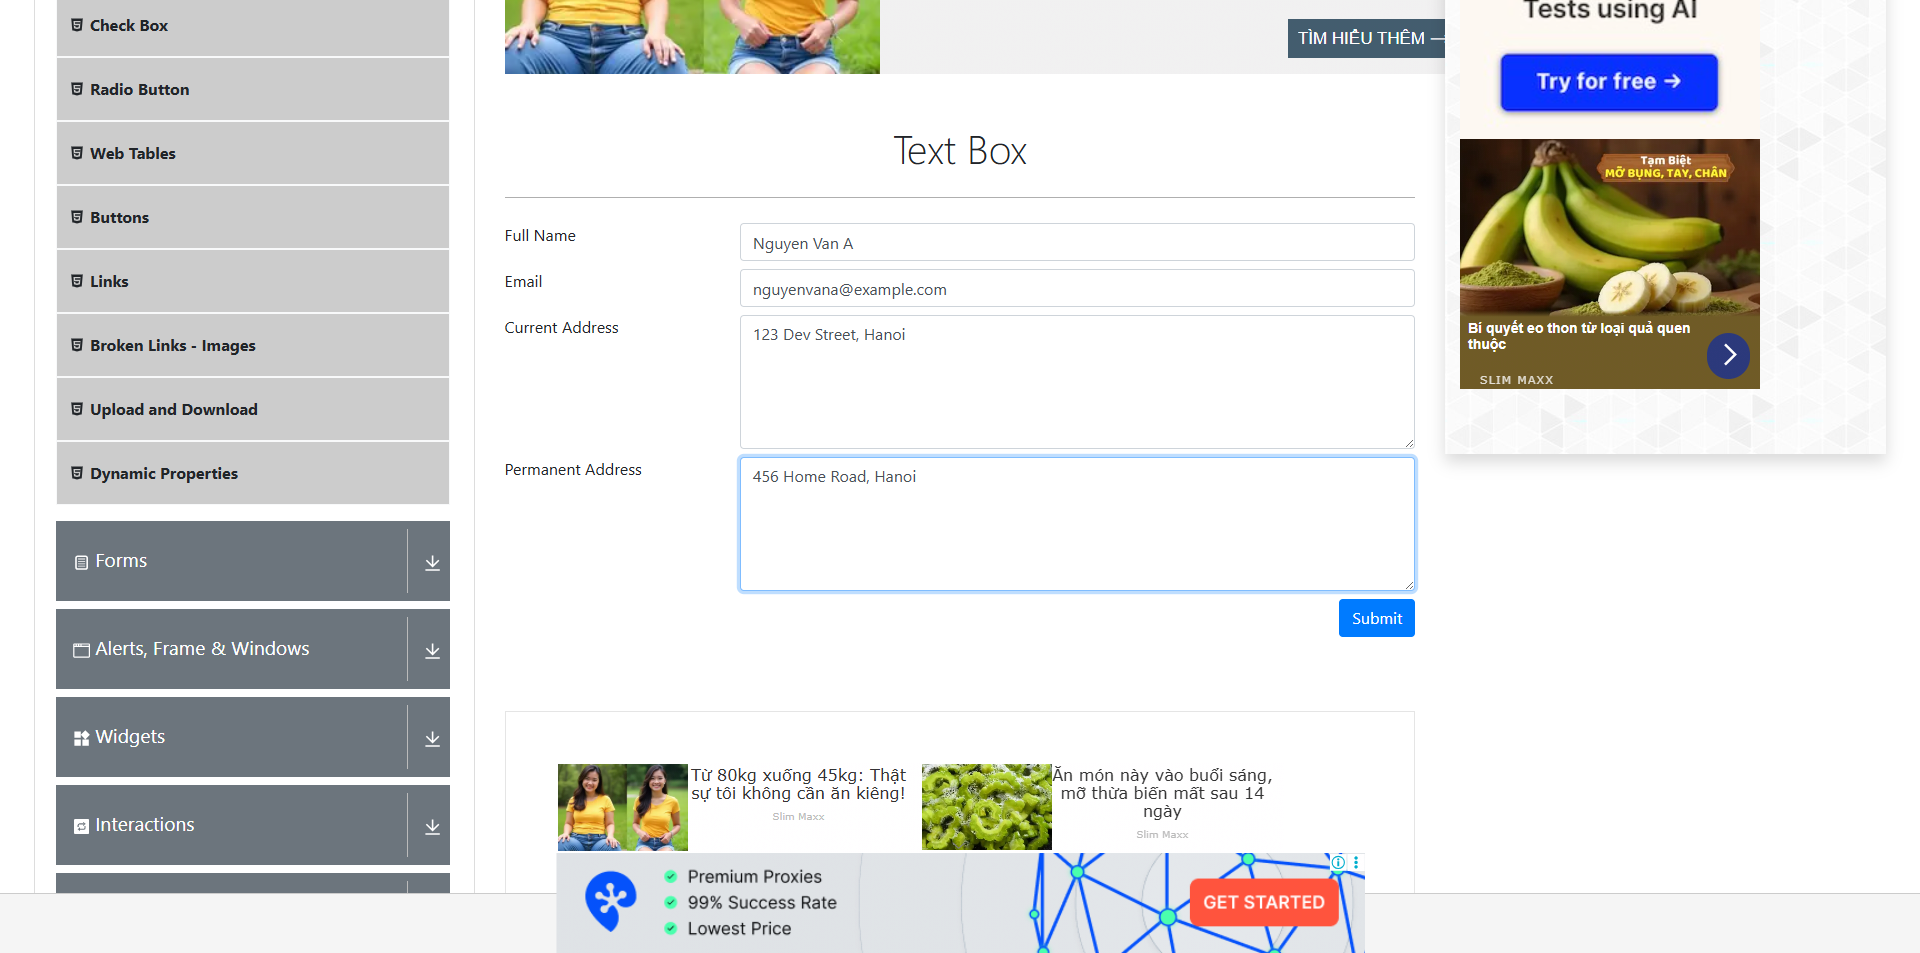 Check Box
Radio Button
Web Tables
Buttons
Links
Broken Links - Images
Upload and Download
Dynamic Properties
Forms
Alerts, Frame & Windows
Widgets
Interactions
TÌM HIỂU THÊM
Text Box
Full Name
Nguyen Van A
Email
nguyenvana@example.com
Current Address
123 Dev Street, Hanoi
Permanent Address
456 Home Road, Hanoi
Submit
Từ 80kg xuống 45kg: Thật
sự tôi không cần ăn kiêng!
Slim Maxx
Ăn món này vào buổi sáng,
mỡ thừa biến mất sau 14
ngày
Slim Maxx
Premium Proxies
99% Success Rate
Lowest Price
GET STARTED
Tests using AI
Try for free →
Tạm Biệt
MỠ BỤNG, TAY, CHÂN
Bí quyết eo thon từ loại quả quen
thuộc
SLIM MAXX